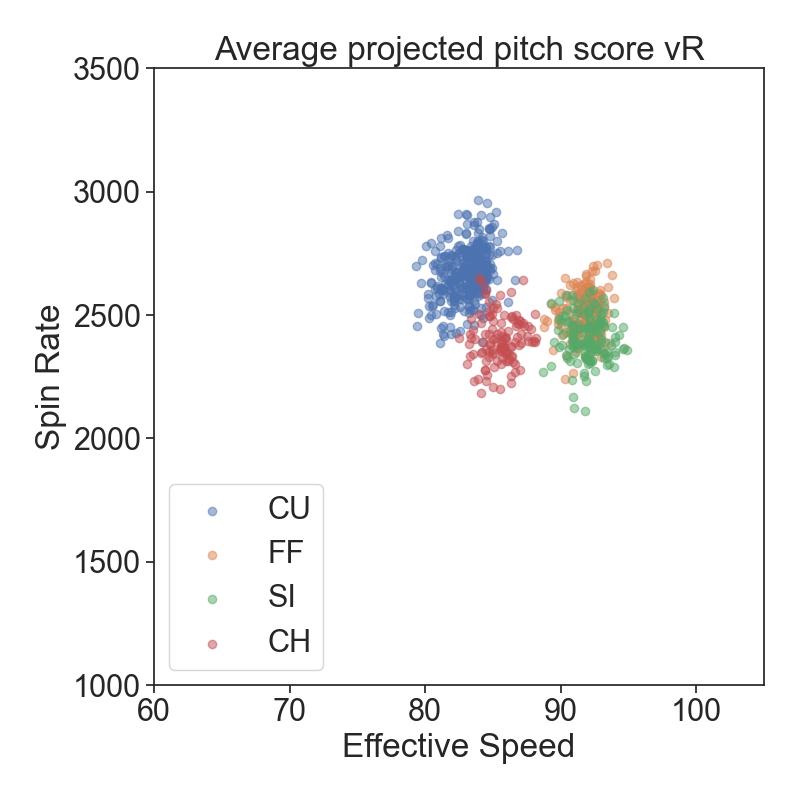 Average projected pitch score vR
3500
3000
2500
2000
1500
1000
Spin Rate
CU
FF
SI
CH
60
70
80
90
100
Effective Speed